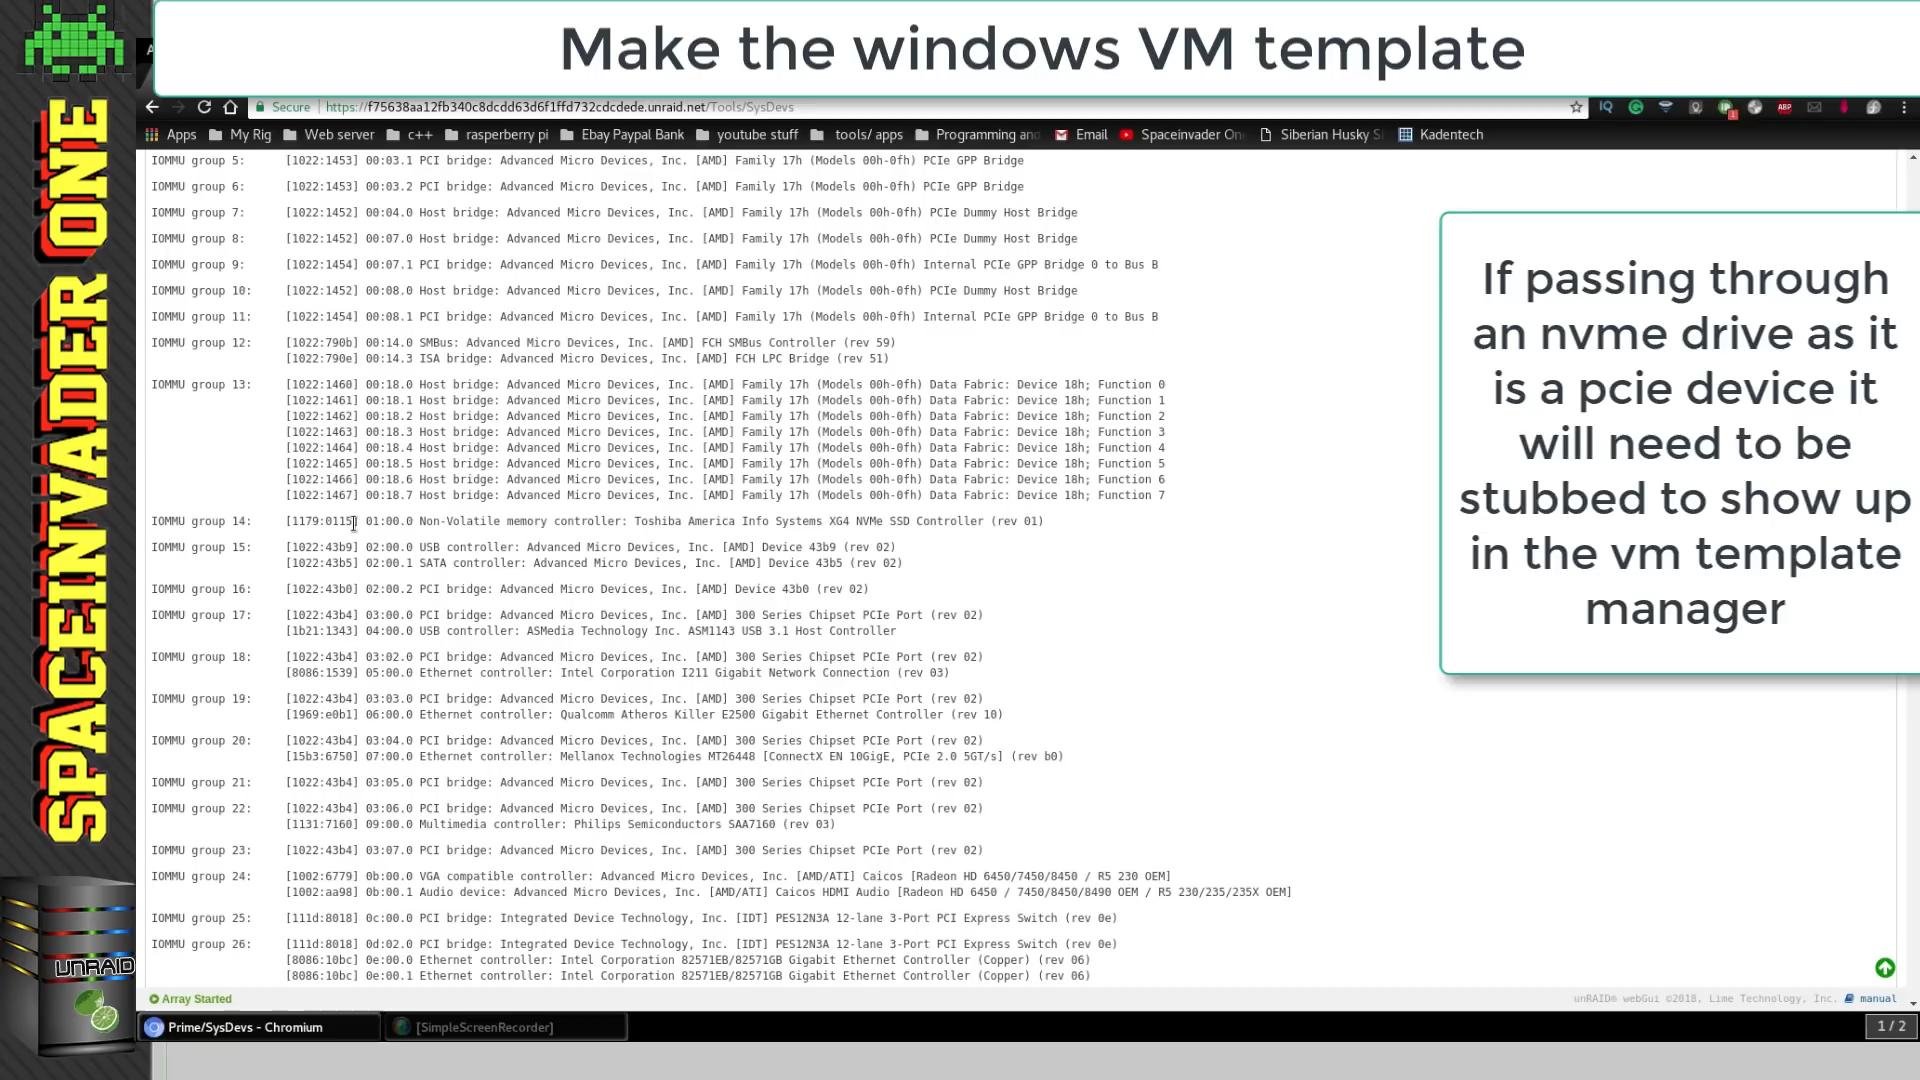 Make the windows VM template
SPACEINVADER ONE
Secure | https://f75638aa12fb340c8dcdd63d6f1ffd732cdcdede.unraid.net/Tools/SysDevs
ABP
1
Apps My Rig Web server c++ rasperberry pi Ebay Paypal Bank youtube stuff tools/ apps Programming and Email Spaceinvader On Siberian Husky S Kadentech
IOMMU group 5: [1022:1453] 00:03.1 PCI bridge: Advanced Micro Devices, Inc. [AMD] Family 17h (Models 00h-0fh) PCIe GPP Bridge
IOMMU group 6: [1022:1453] 00:03.2 PCI bridge: Advanced Micro Devices, Inc. [AMD] Family 17h (Models 00h-0fh) PCIe GPP Bridge
IOMMU group 7: [1022:1452] 00:04.0 Host bridge: Advanced Micro Devices, Inc. [AMD] Family 17h (Models 00h-0fh) PCIe Dummy Host Bridge
IOMMU group 8: [1022:1452] 00:07.0 Host bridge: Advanced Micro Devices, Inc. [AMD] Family 17h (Models 00h-0fh) PCIe Dummy Host Bridge
IOMMU group 9: [1022:1454] 00:07.1 PCI bridge: Advanced Micro Devices, Inc. [AMD] Family 17h (Models 00h-0fh) Internal PCIe GPP Bridge 0 to Bus B
IOMMU group 10: [1022:1452] 00:08.0 Host bridge: Advanced Micro Devices, Inc. [AMD] Family 17h (Models 00h-0fh) PCIe Dummy Host Bridge
IOMMU group 11: [1022:1454] 00:08.1 PCI bridge: Advanced Micro Devices, Inc. [AMD] Family 17h (Models 00h-0fh) Internal PCIe GPP Bridge 0 to Bus B
IOMMU group 12: [1022:790b] 00:14.0 SMBus: Advanced Micro Devices, Inc. [AMD] FCH SMBus Controller (rev 59)
[1022:790e] 00:14.3 ISA bridge: Advanced Micro Devices, Inc. [AMD] FCH LPC Bridge (rev 51)
IOMMU group 13: [1022:1460] 00:18.0 Host bridge: Advanced Micro Devices, Inc. [AMD] Family 17h (Models 00h-0fh) Data Fabric: Device 18h; Function 0
[1022:1461] 00:18.1 Host bridge: Advanced Micro Devices, Inc. [AMD] Family 17h (Models 00h-0fh) Data Fabric: Device 18h; Function 1
[1022:1462] 00:18.2 Host bridge: Advanced Micro Devices, Inc. [AMD] Family 17h (Models 00h-0fh) Data Fabric: Device 18h; Function 2
[1022:1463] 00:18.3 Host bridge: Advanced Micro Devices, Inc. [AMD] Family 17h (Models 00h-0fh) Data Fabric: Device 18h; Function 3
[1022:1464] 00:18.4 Host bridge: Advanced Micro Devices, Inc. [AMD] Family 17h (Models 00h-0fh) Data Fabric: Device 18h; Function 4
[1022:1465] 00:18.5 Host bridge: Advanced Micro Devices, Inc. [AMD] Family 17h (Models 00h-0fh) Data Fabric: Device 18h; Function 5
[1022:1466] 00:18.6 Host bridge: Advanced Micro Devices, Inc. [AMD] Family 17h (Models 00h-0fh) Data Fabric: Device 18h; Function 6
[1022:1467] 00:18.7 Host bridge: Advanced Micro Devices, Inc. [AMD] Family 17h (Models 00h-0fh) Data Fabric: Device 18h; Function 7
IOMMU group 14: [1179:0115] 01:00.0 Non-Volatile memory controller: Toshiba America Info Systems XG4 NVMe SSD Controller (rev 01)
IOMMU group 15: [1022:43b9] 02:00.0 USB controller: Advanced Micro Devices, Inc. [AMD] Device 43b9 (rev 02)
[1022:43b5] 02:00.1 SATA controller: Advanced Micro Devices, Inc. [AMD] Device 43b5 (rev 02)
IOMMU group 16: [1022:43b0] 02:00.2 PCI bridge: Advanced Micro Devices, Inc. [AMD] Device 43b0 (rev 02)
IOMMU group 17: [1022:43b4] 03:00.0 PCI bridge: Advanced Micro Devices, Inc. [AMD] 300 Series Chipset PCIe Port (rev 02)
[1b21:1343] 04:00.0 USB controller: ASMedia Technology Inc. ASM1143 USB 3.1 Host Controller
IOMMU group 18: [1022:43b4] 03:02.0 PCI bridge: Advanced Micro Devices, Inc. [AMD] 300 Series Chipset PCIe Port (rev 02)
[8086:1539] 05:00.0 Ethernet controller: Intel Corporation I211 Gigabit Network Connection (rev 03)
IOMMU group 19: [1022:43b4] 03:03.0 PCI bridge: Advanced Micro Devices, Inc. [AMD] 300 Series Chipset PCIe Port (rev 02)
[1969:e0b1] 06:00.0 Ethernet controller: Qualcomm Atheros Killer E2500 Gigabit Ethernet Controller (rev 10)
IOMMU group 20: [1022:43b4] 03:04.0 PCI bridge: Advanced Micro Devices, Inc. [AMD] 300 Series Chipset PCIe Port (rev 02)
[15b3:6750] 07:00.0 Ethernet controller: Mellanox Technologies MT26448 [ConnectX EN 10GigE, PCIe 2.0 5GT/s] (rev b0)
IOMMU group 21: [1022:43b4] 03:05.0 PCI bridge: Advanced Micro Devices, Inc. [AMD] 300 Series Chipset PCIe Port (rev 02)
IOMMU group 22: [1022:43b4] 03:06.0 PCI bridge: Advanced Micro Devices, Inc. [AMD] 300 Series Chipset PCIe Port (rev 02)
[1131:7160] 09:00.0 Multimedia controller: Philips Semiconductors SAA7160 (rev 03)
IOMMU group 23: [1022:43b4] 03:07.0 PCI bridge: Advanced Micro Devices, Inc. [AMD] 300 Series Chipset PCIe Port (rev 02)
IOMMU group 24: [1002:6779] 0b:00.0 VGA compatible controller: Advanced Micro Devices, Inc. [AMD/ATI] Caicos [Radeon HD 6450/7450/8450 / R5 230 OEM]
[1002:aa98] 0b:00.1 Audio device: Advanced Micro Devices, Inc. [AMD/ATI] Caicos HDMI Audio [Radeon HD 6450 / 7450/8450/8490 OEM / R5 230/235/235X OEM]
IOMMU group 25: [111d:8018] 0c:00.0 PCI bridge: Integrated Device Technology, Inc. [IDT] PES12N3A 12-lane 3-Port PCI Express Switch (rev 0e)
IOMMU group 26: [111d:8018] 0d:02.0 PCI bridge: Integrated Device Technology, Inc. [IDT] PES12N3A 12-lane 3-Port PCI Express Switch (rev 0e)
[8086:10bc] 0e:00.0 Ethernet controller: Intel Corporation 82571EB/82571GB Gigabit Ethernet Controller (Copper) (rev 06)
[8086:10bc] 0e:00.1 Ethernet controller: Intel Corporation 82571EB/82571GB Gigabit Ethernet Controller (Copper) (rev 06)
If passing through
an nvme drive as it
is a pcie device it
will need to be
stubbed to show up
in the vm template
manager
UNRAID
Array Started
unRAID® webGui ©2018, Lime Technology, Inc. manual
Prime/SysDevs - Chromium
[SimpleScreenRecorder]
1 / 2